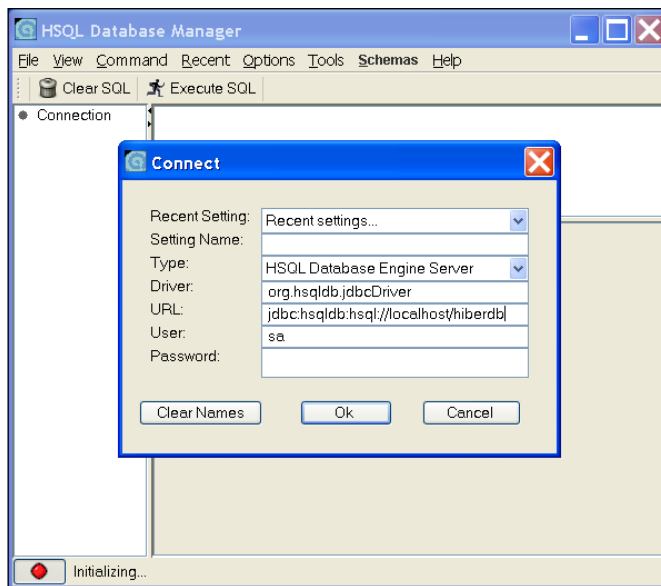 HSQL Database Manager
File View Command Recent Options Tools Schemas Help
Clear SQL Execute SQL
Connection
Connect
Recent Setting: Recent settings...
Setting Name:
Type: HSQL Database Engine Server
Driver: org.hsqldb.jdbcDriver
URL: jdbc:hsqldb:hsql://localhost/hiberdb
User: sa
Password:
Clear Names Ok Cancel
Initializing...